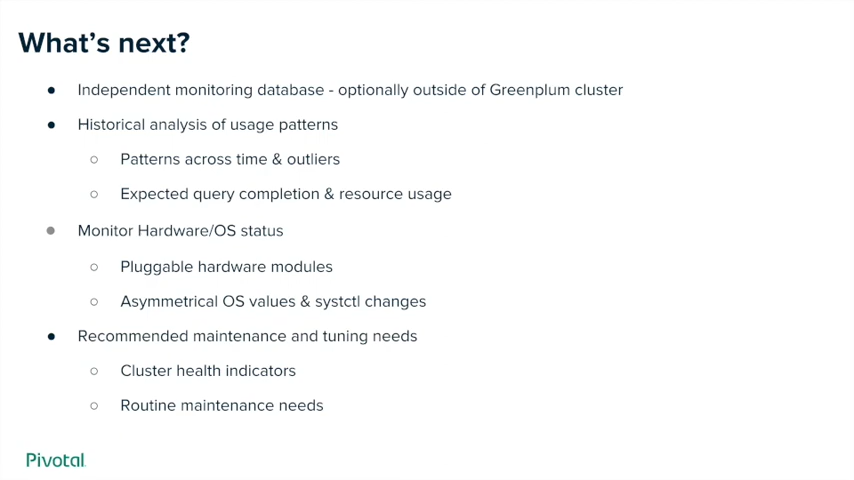 What's next?
● Independent monitoring database - optionally outside of Greenplum cluster
● Historical analysis of usage patterns
○ Patterns across time & outliers
○ Expected query completion & resource usage
● Monitor Hardware/OS status
○ Pluggable hardware modules
○ Asymmetrical OS values & systctl changes
● Recommended maintenance and tuning needs
○ Cluster health indicators
○ Routine maintenance needs
Pivotal